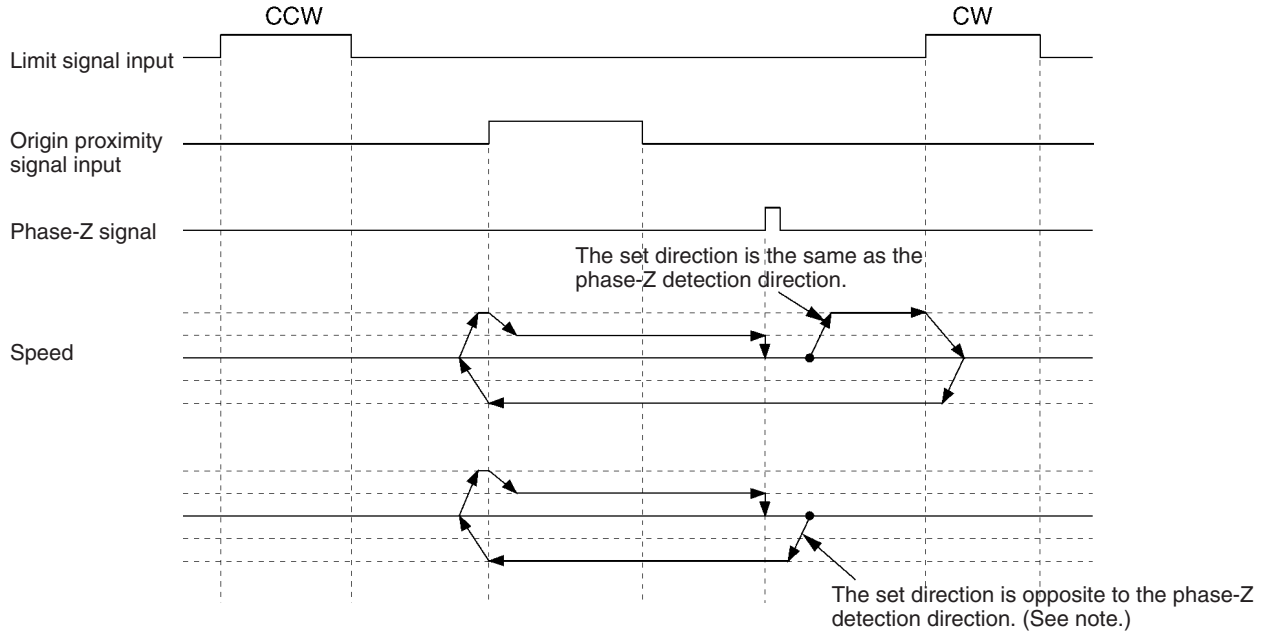 CCW
CW
Limit signal input
Origin proximity
signal input
Phase-Z signal
The set direction is the same as the
phase-Z detection direction.
Speed
The set direction is opposite to the phase-Z
detection direction. (See note.)